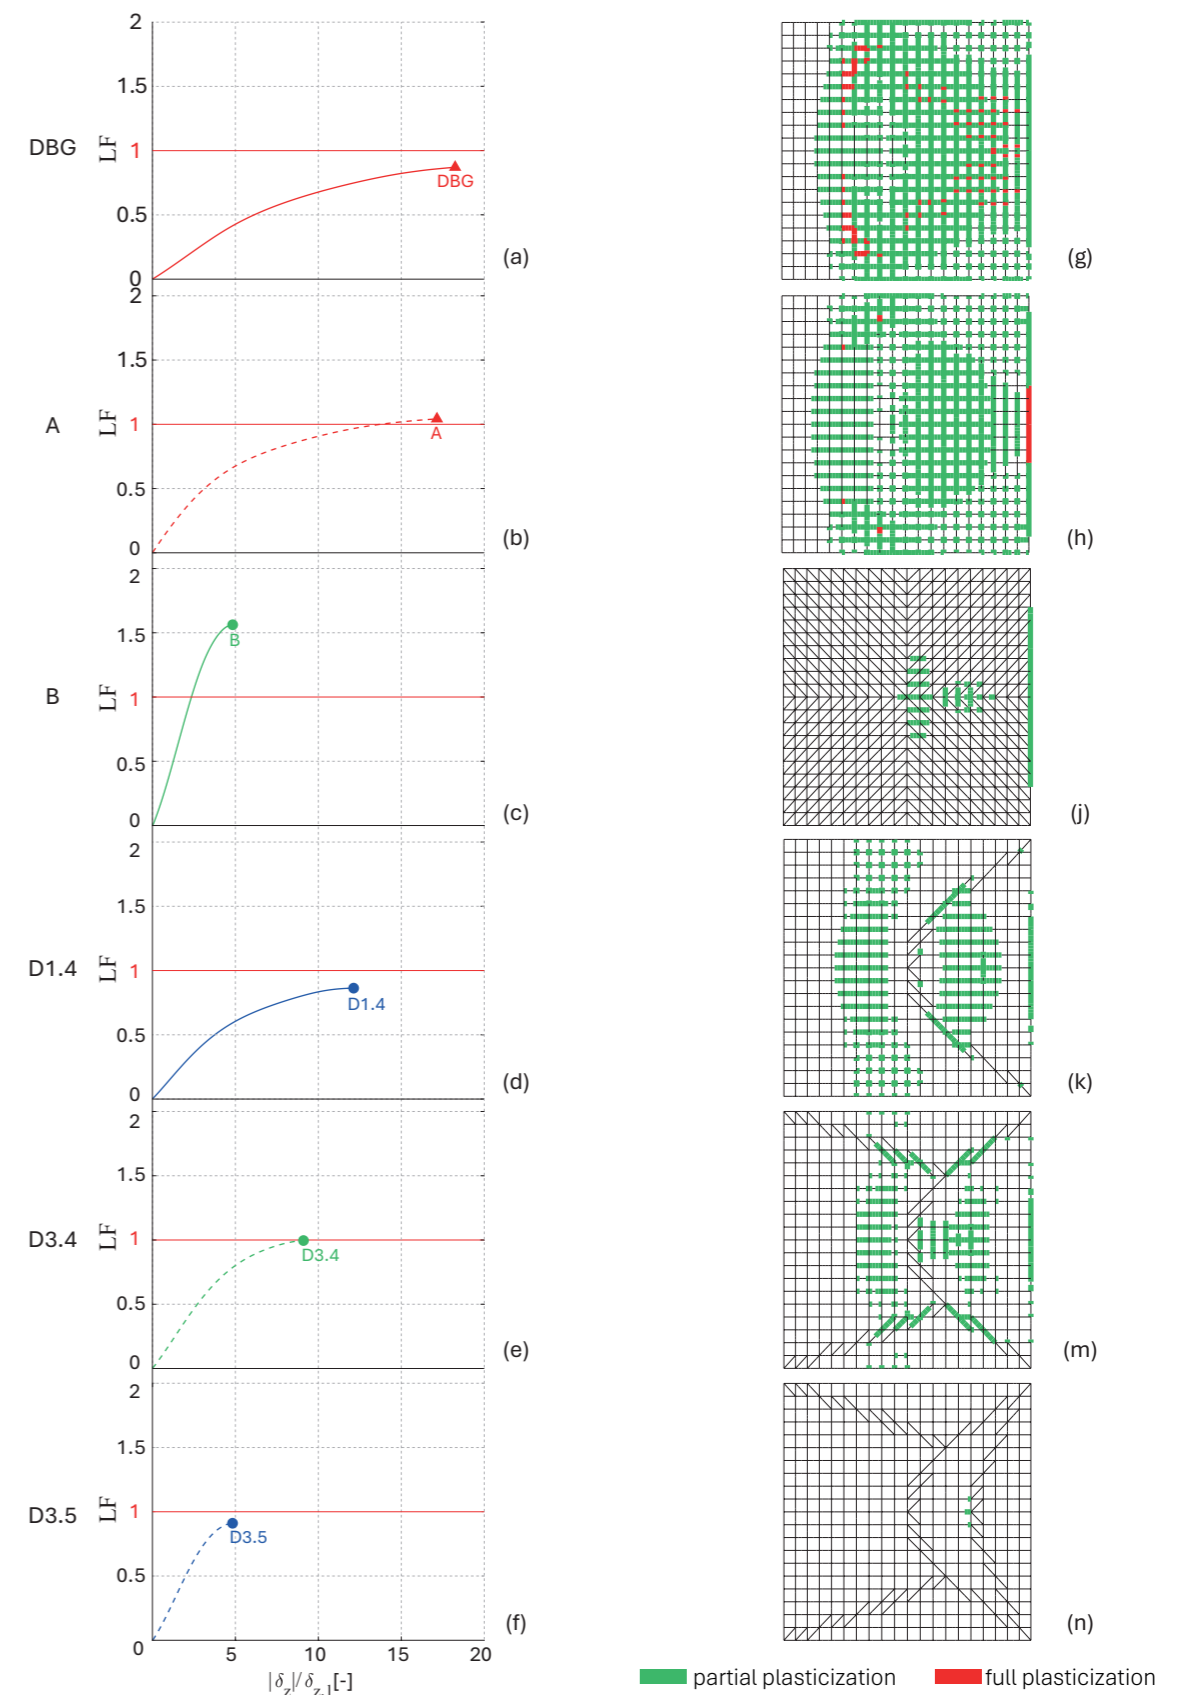 2
1.5
DBG
LF
1
DBG
0.5
0
(a)
(g)
2
1.5
A
LF
1
A
0.5
0
(b)
(h)
2
1.5
B
B
LF
1
0.5
0
(c)
(j)
2
1.5
D1.4
LF
1
D1.4
0.5
0
(d)
(k)
2
1.5
D3.4
LF
1
D3.4
0.5
0
(e)
(m)
2
1.5
D3.5
LF
1
D3.5
0.5
0
(f)
(n)
5 10 15 20
|δz|/δz,1[-]
partial plasticization
full plasticization